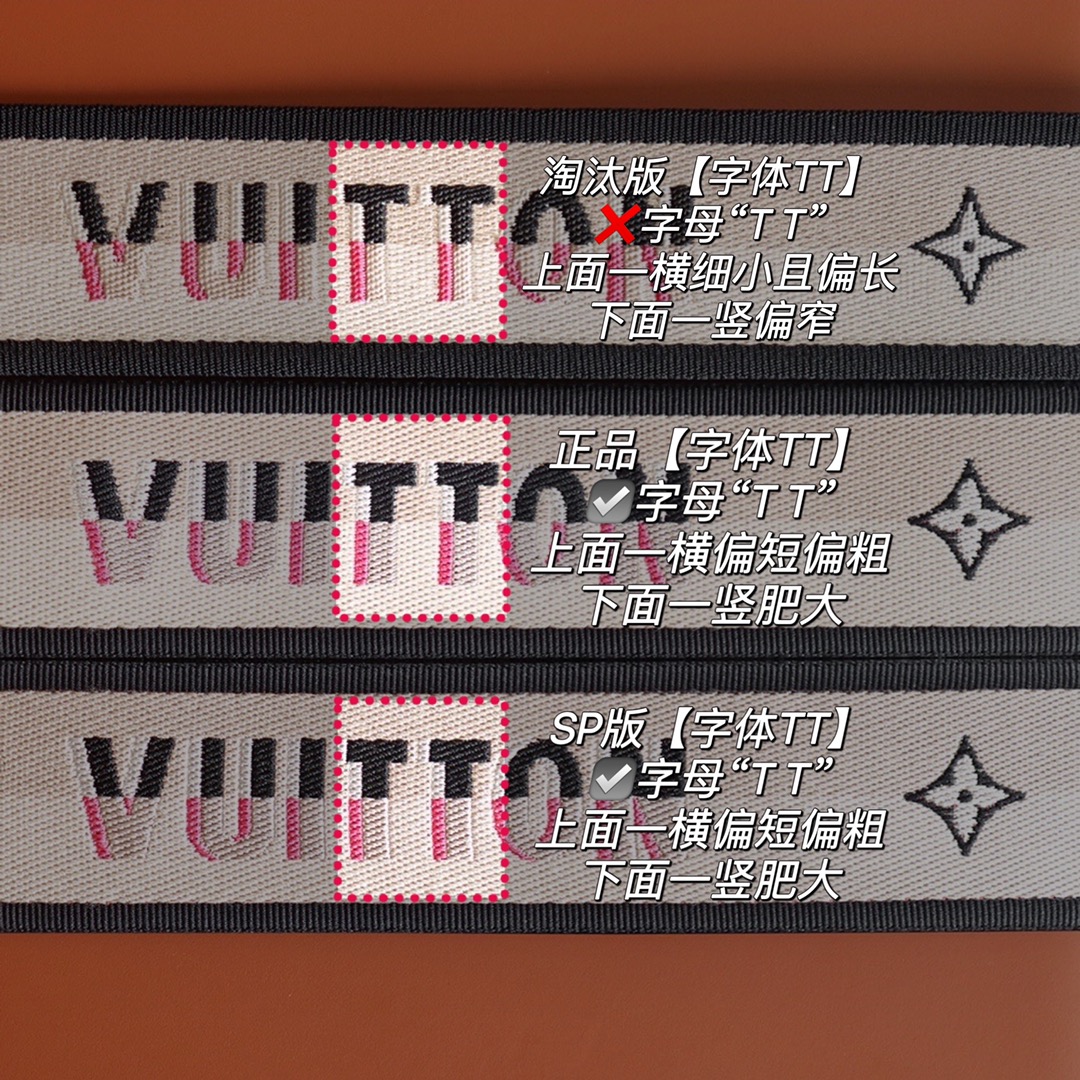 VUITTON
淘汰版【字体TT】
❌字母“T T”
上面一横细小且偏长
下面一竖偏窄
VUITTON
正品【字体TT】
☑字母“T T”
上面一横偏短偏粗
下面一竖肥大
VUITTON
SP版【字体TT】
☑字母“T T”
上面一横偏短偏粗
下面一竖肥大